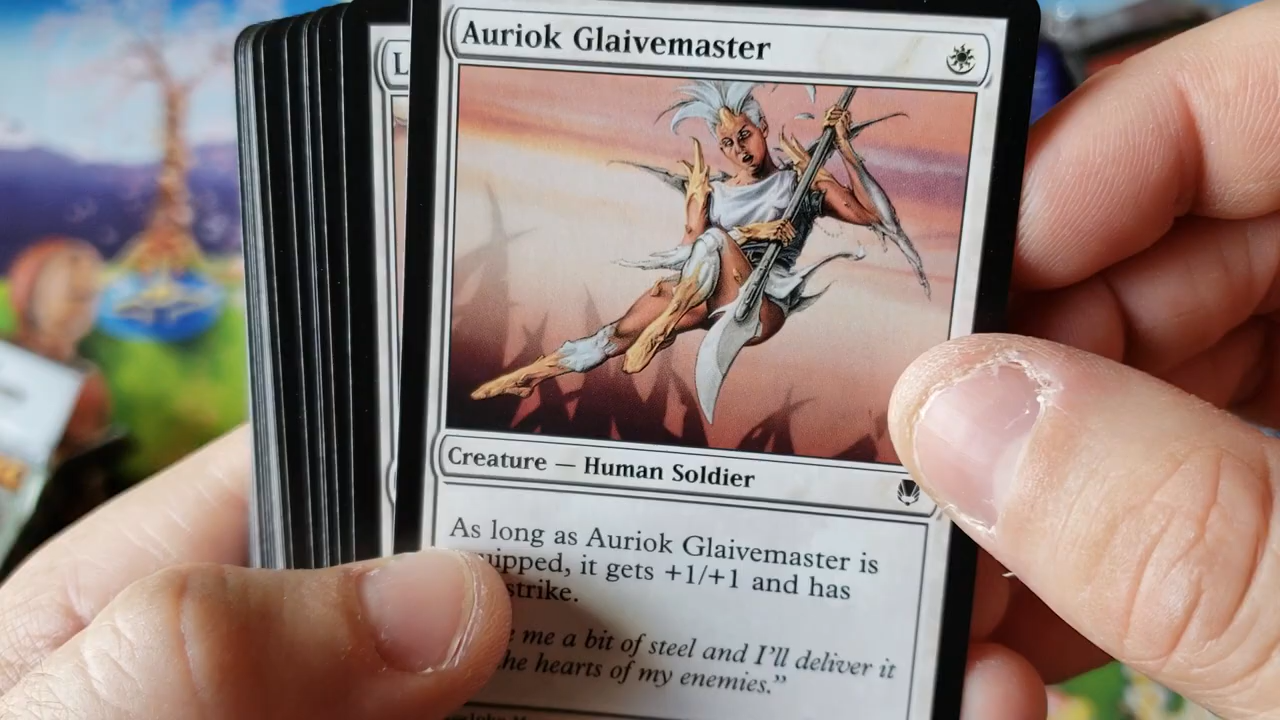 Auriok Glaivemaster
L
Creature — Human Soldier
As long as Auriok Glaivemaster is
uipped, it gets +1/+1 and has
strike.
me a bit of steel and I'll deliver it
he hearts of my enemies."